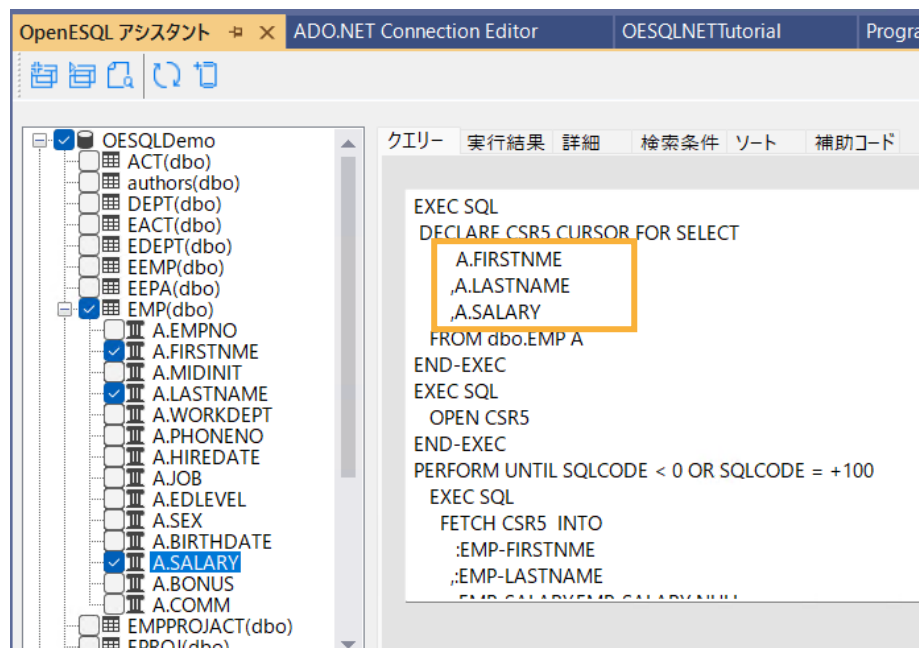 OpenESQL アシスタント
ADO.NET Connection Editor
OESQLNETTutorial
Progra
OESQLDemo
ACT(dbo)
authors(dbo)
DEPT(dbo)
EACT(dbo)
EDEPT(dbo)
EEMP(dbo)
EEPA(dbo)
EMP(dbo)
A.EMPNO
A.FIRSTNME
A.MIDINIT
A.LASTNAME
A.WORKDEPT
A.PHONENO
A.HIREDATE
A.JOB
A.EDLEVEL
A.SEX
A.BIRTHDATE
A.SALARY
A.BONUS
A.COMM
EMPPROJACT(dbo)
EPROJ(dbo)
クエリー 実行結果 詳細 検索条件 ソート 補助コード
EXEC SQL
DECLARE CSR5 CURSOR FOR SELECT
A.FIRSTNME
,A.LASTNAME
,A.SALARY
FROM dbo.EMP A
END-EXEC
EXEC SQL
OPEN CSR5
END-EXEC
PERFORM UNTIL SQLCODE < 0 OR SQLCODE = +100
EXEC SQL
FETCH CSR5 INTO
:EMP-FIRSTNME
,:EMP-LASTNAME